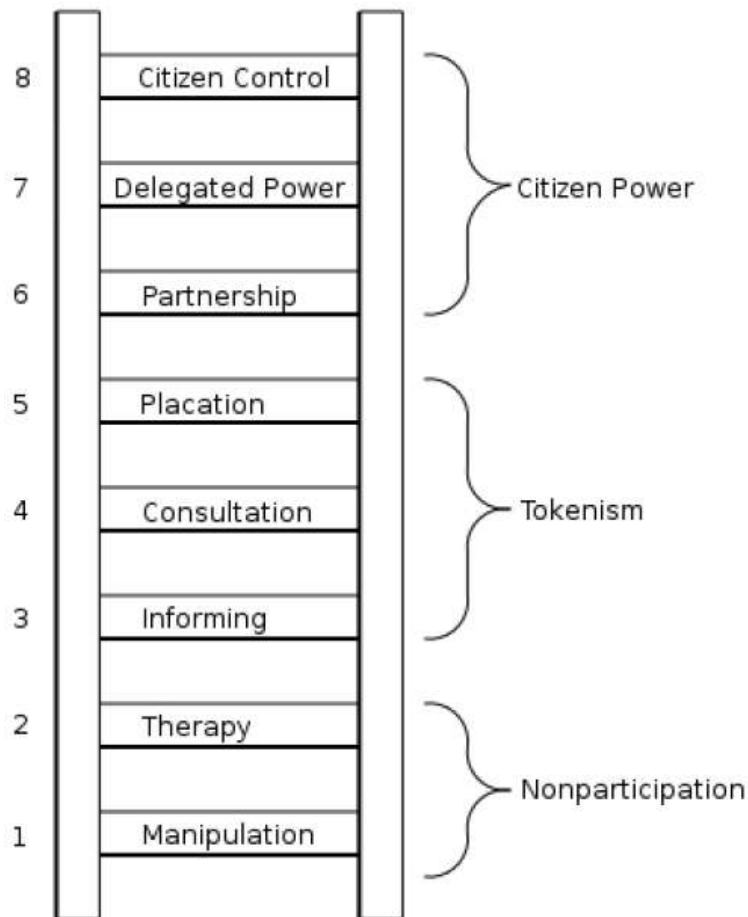 8 Citizen Control
7 Delegated Power
Citizen Power
6 Partnership
5 Placation
4 Consultation
Tokenism
3 Informing
2 Therapy
Nonparticipation
1 Manipulation